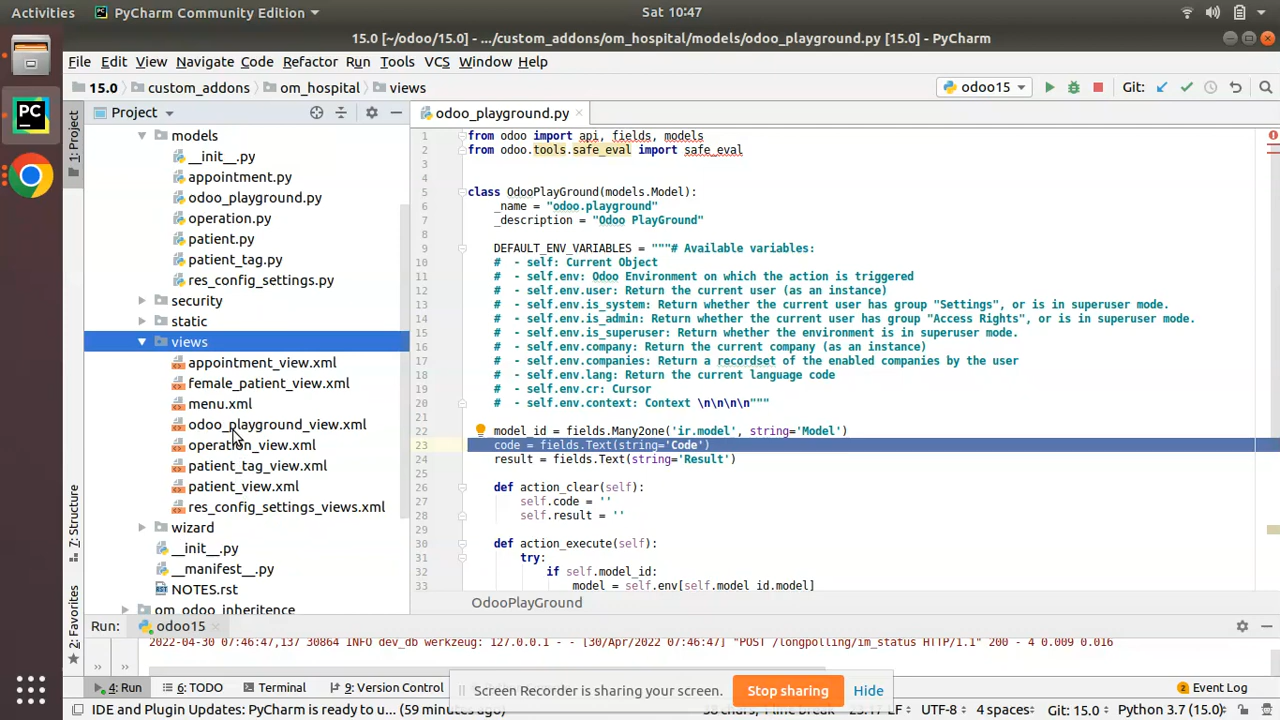 Activities PyCharm Community Edition Sat 10:47
15.0 [~/odoo/15.0] - .../custom_addons/om_hospital/models/odoo_playground.py [15.0] - PyCharm
File Edit View Navigate Code Refactor Run Tools VCS Window Help
15.0 custom_addons om_hospital views odoo15 Git:
Project odoo_playground.py
1: Project
7: Structure
2: Favorites
models
__init__.py
appointment.py
odoo_playground.py
operation.py
patient.py
patient_tag.py
res_config_settings.py
security
static
views
appointment_view.xml
female_patient_view.xml
menu.xml
odoo_playground_view.xml
operation_view.xml
patient_tag_view.xml
patient_view.xml
res_config_settings_views.xml
wizard
__init__.py
__manifest__.py
NOTES.rst
om_odoo_inheritence
1 from odoo import api, fields, models
2 from odoo.tools.safe_eval import safe_eval
3
4
5 class OdooPlayGround(models.Model):
6 _name = "odoo.playground"
7 _description = "Odoo PlayGround"
8
9 DEFAULT_ENV_VARIABLES = """# Available variables:
10 # - self: Current Object
11 # - self.env: Odoo Environment on which the action is triggered
12 # - self.env.user: Return the current user (as an instance)
13 # - self.env.is_system: Return whether the current user has group "Settings", or is in superuser mode.
14 # - self.env.is_admin: Return whether the current user has group "Access Rights", or is in superuser mode.
15 # - self.env.is_superuser: Return whether the environment is in superuser mode.
16 # - self.env.company: Return the current company (as an instance)
17 # - self.env.companies: Return a recordset of the enabled companies by the user
18 # - self.env.lang: Return the current language code
19 # - self.env.cr: Cursor
20 # - self.env.context: Context \n\n\n\n"""
21
22 model_id = fields.Many2one('ir.model', string='Model')
23 code = fields.Text(string='Code')
24 result = fields.Text(string='Result')
25
26 def action_clear(self):
27 self.code = ''
28 self.result = ''
29
30 def action_execute(self):
31 try:
32 if self.model_id:
33 model = self.env[self.model_id.model]
OdooPlayGround
Run: odoo15
2022-04-30 07:46:47,137 30864 INFO dev_db werkzeug: 127.0.0.1 - - [30/Apr/2022 07:46:47] "POST /longpolling/im_status HTTP/1.1" 200 - 4 0.009 0.016
4: Run 6: TODO Terminal 9: Version Control Event Log
Screen Recorder is sharing your screen. Stop sharing Hide
IDE and Plugin Updates: PyCharm is ready to u... (59 minutes ago) 23:17 LF UTF-8 4 spaces Git: 15.0 Python 3.7 (15.0)